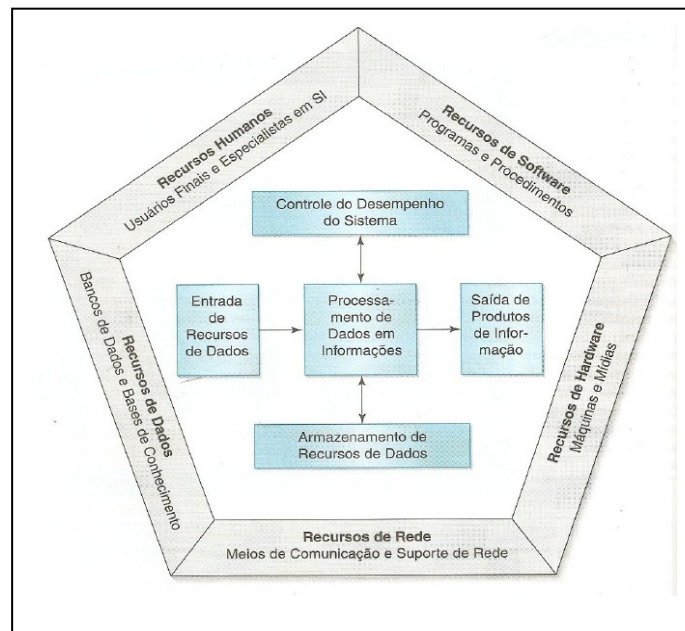 Recursos Humanos
Usuários Finais e Especialistas em SI
Recursos de Software
Programas e Procedimentos
Controle do Desempenho
do Sistema
Entrada
de
Recursos
de Dados
Processa-
mento de
Dados em
Informações
Saída de
Produtos
de Infor-
mação
Armazenamento de
Recursos de Dados
Recursos de Dados
Bancos de Dados e Bases de Conhecimento
Recursos de Hardware
Máquinas e Mídias
Recursos de Rede
Meios de Comunicação e Suporte de Rede